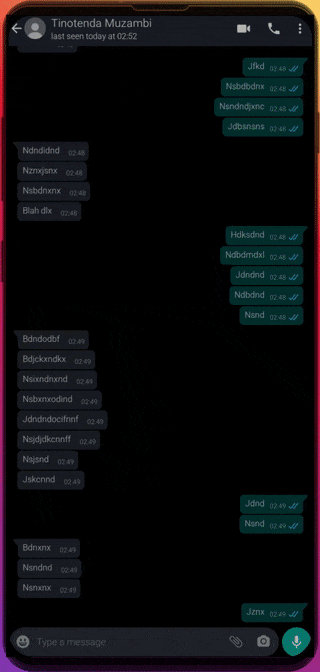 Tinotenda Muzambi
last seen today at 02:52
Jfkd 02:48
Nsbdbdnx 02:48
Nsndndjxnc 02:48
Jdbsnsns 02:48
Ndndidnd 02:48
Nznxjsnx 02:48
Nsbdnxnx 02:48
Blah dlx 02:48
Hdksdnd 02:48
Ndbdmdxl 02:48
Jdndnd 02:48
Ndbdnd 02:48
Nsnd 02:48
Bdndodbf 02:49
Bdjckxndkx 02:49
Nsixndnxnd 02:49
Nsbxnxodind 02:49
Jdndndocifnnf 02:49
Nsjdjdkcnnff 02:49
Nsjsnd 02:49
Jskcnnd 02:49
Jdnd 02:49
Nsnd 02:49
Bdnxnx 02:49
Nsndnd 02:49
Nsnxnx 02:49
Jznx 02:49
Type a message